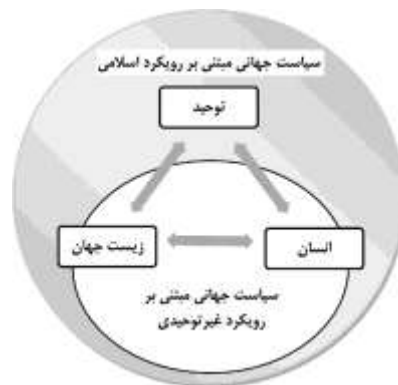 سیاست جهانی مبتنی بر رویکرد اسلامی
توحید
انسان
زیست جهان
سیاست جهانی مبتنی بر
رویکرد غیرتوحیدی